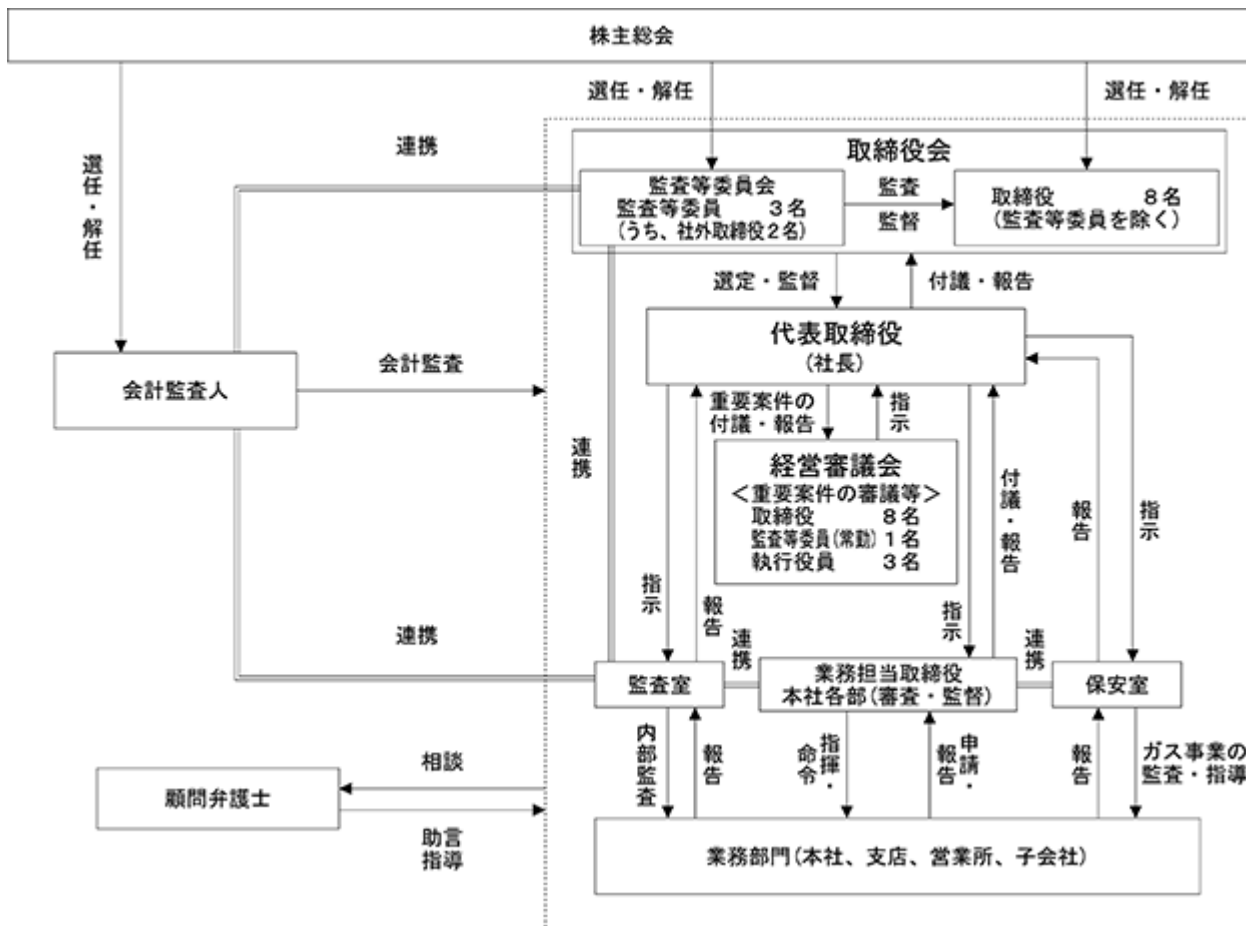 株主総会
選任・解任
選任・解任
選任・解任
連携
取締役会
監査等委員会
監査等委員　３名
(うち、社外取締役２名)
監査
監督
取締役　８名
(監査等委員を除く)
選定・監督
付議・報告
代表取締役
(社長)
会計監査人
会計監査
連携
重要案件の
付議・報告
指示
経営審議会
＜重要案件の審議等＞
取締役　８名
監査等委員(常勤)１名
執行役員　３名
付議・報告
報告
指示
指示
報告
指示
連携
連携
連携
監査室
業務担当取締役
本社各部(審査・監督)
保安室
内部監査
報告
指揮・
命令
申請・
報告
報告
ガス事業の
監査・指導
相談
顧問弁護士
助言
指導
業務部門(本社、支店、営業所、子会社)